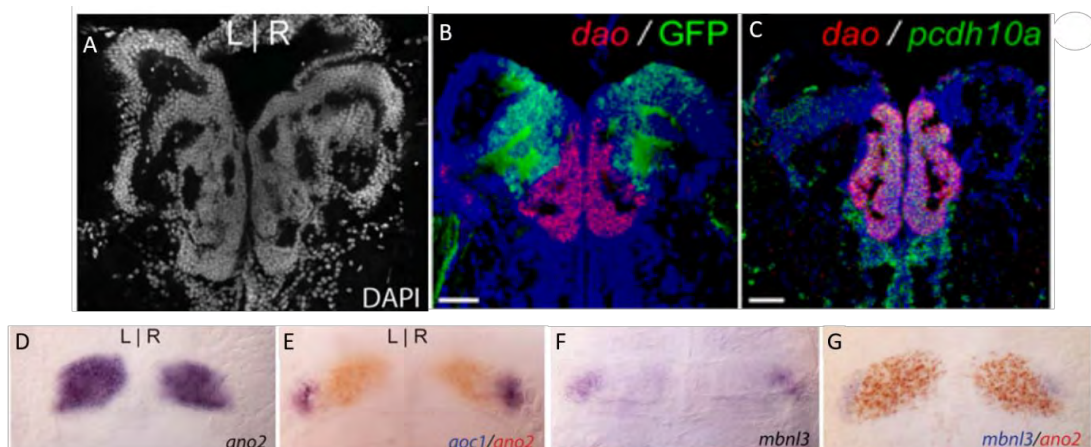 A
L | R
DAPI
B
dao / GFP
C
dao / pcdh10a
D
L | R
ano2
E
L | R
aoc1/ano2
F
mbnl3
G
mbnl3/ano2